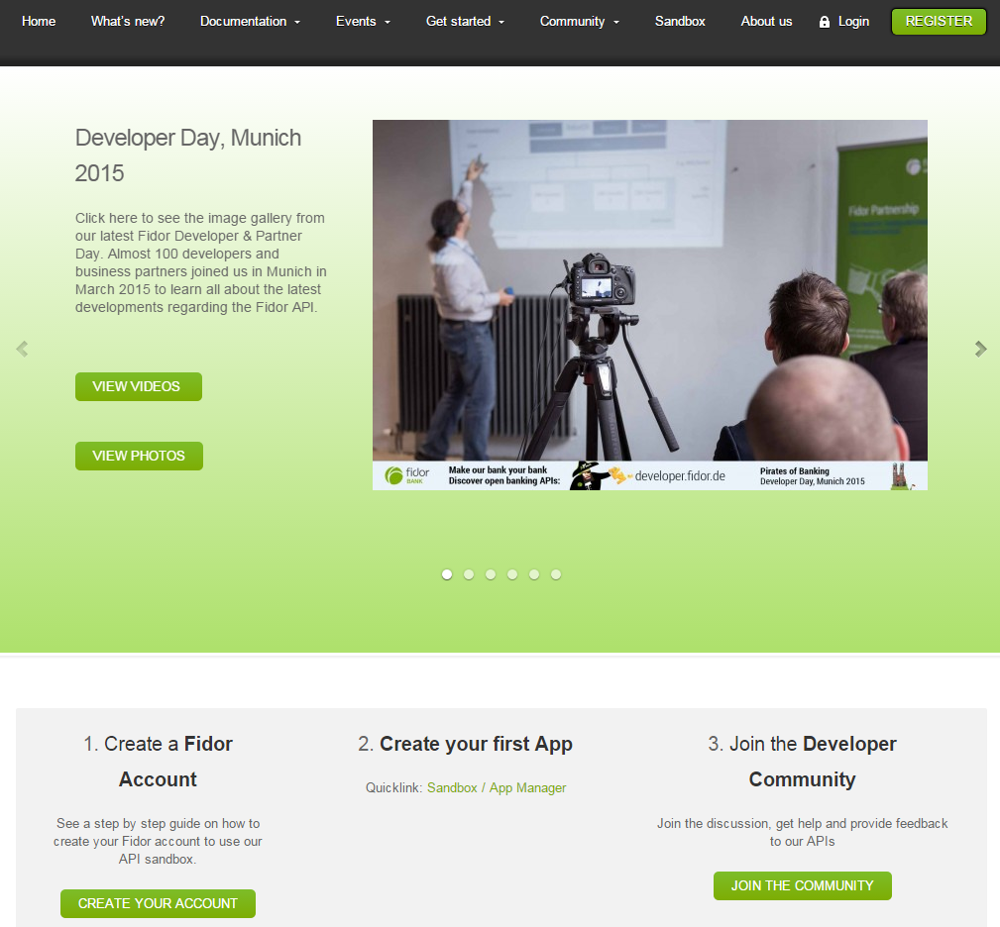 Home What's new? Documentation Events Get started Community Sandbox About us Login REGISTER
Developer Day, Munich
2015
Click here to see the image gallery from
our latest Fidor Developer & Partner
Day. Almost 100 developers and
business partners joined us in Munich in
March 2015 to learn all about the latest
developments regarding the Fidor API.
VIEW VIDEOS
VIEW PHOTOS
Fidor Partnership
fidor
BANK
Make our bank your bank
Discover open banking APIs:
developer.fidor.de
Pirates of Banking
Developer Day, Munich 2015
1. Create a Fidor
Account
See a step by step guide on how to
create your Fidor account to use our
API sandbox.
CREATE YOUR ACCOUNT
2. Create your first App
Quicklink: Sandbox / App Manager
3. Join the Developer
Community
Join the discussion, get help and provide feedback
to our APIs
JOIN THE COMMUNITY